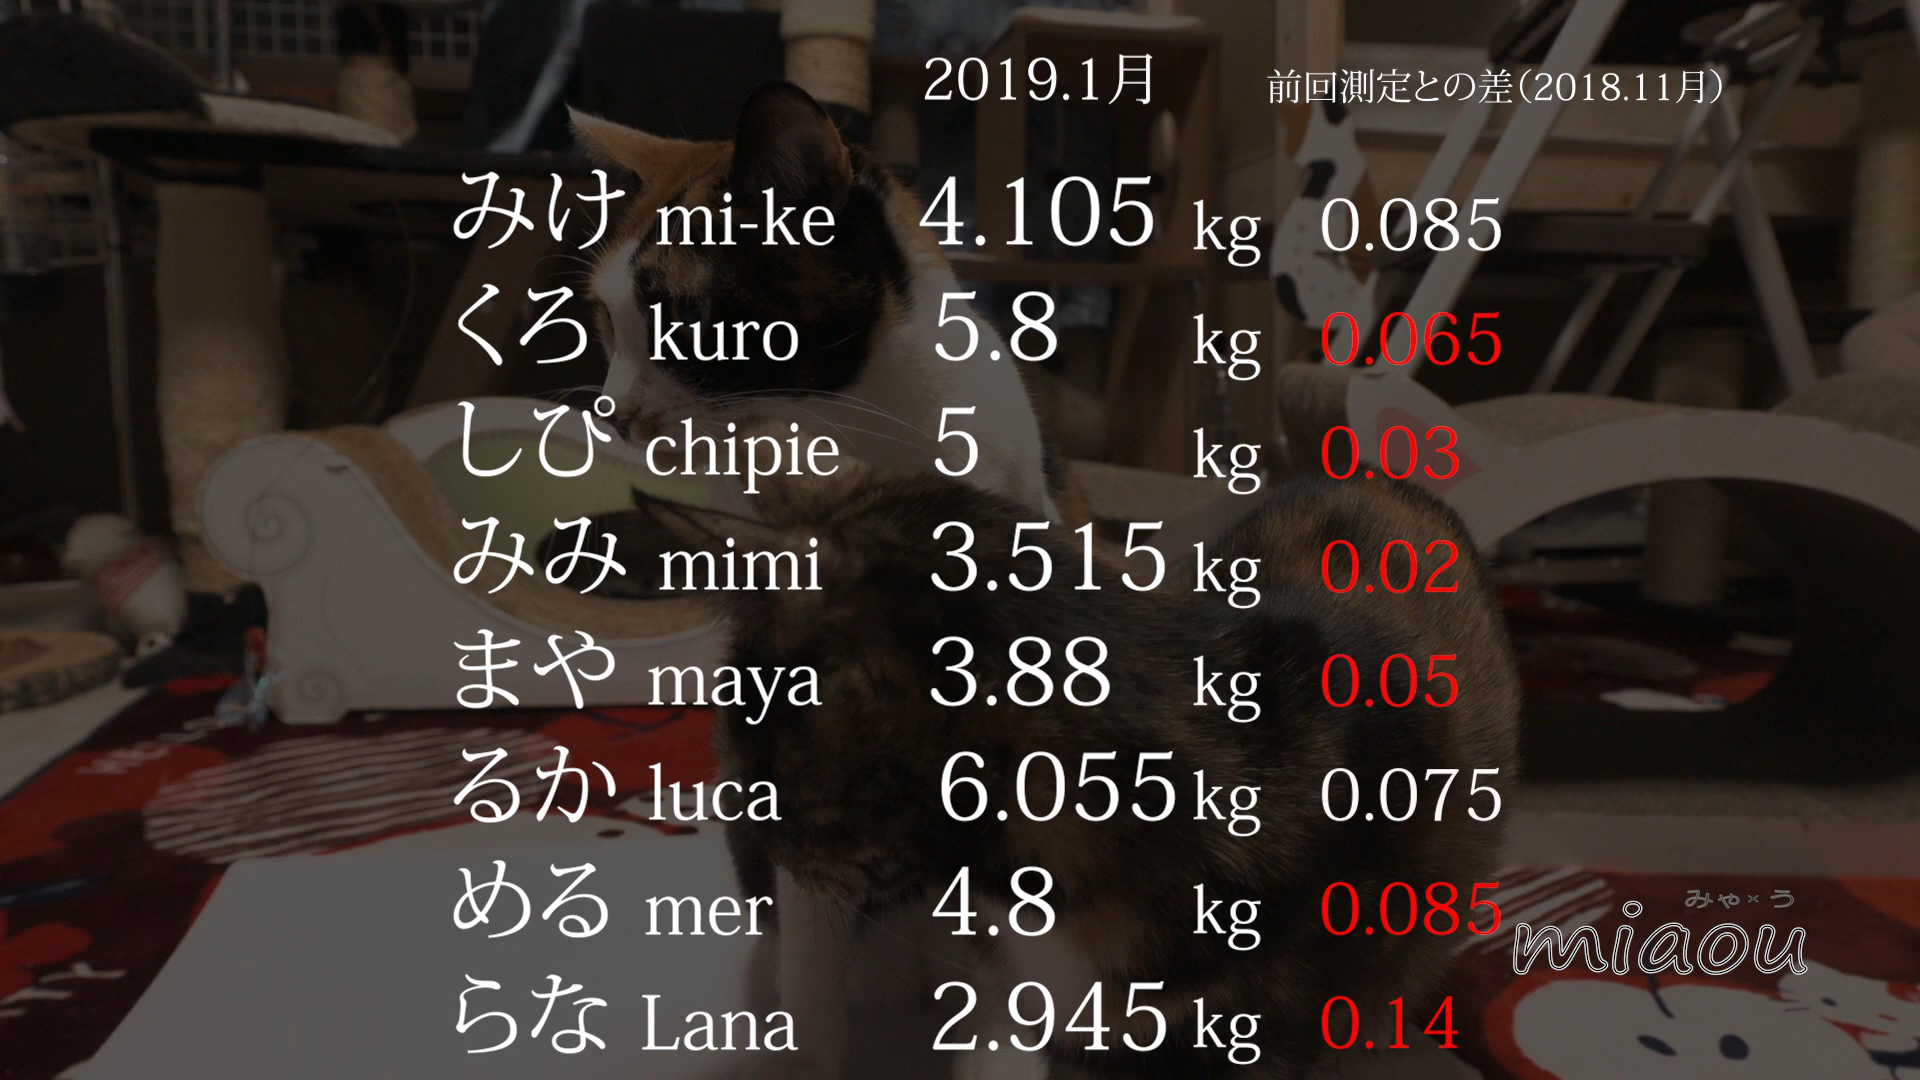 2019.1月 前回測定との差(2018.11月)
みけ mi-ke 4.105 kg 0.085
くろ kuro 5.8 kg 0.065
しぴ chipie 5 kg 0.03
みみ mimi 3.515 kg 0.02
まや maya 3.88 kg 0.05
るか luca 6.055 kg 0.075
める mer 4.8 kg 0.085
みゃぅ
miaou
らな Lana 2.945 kg 0.14